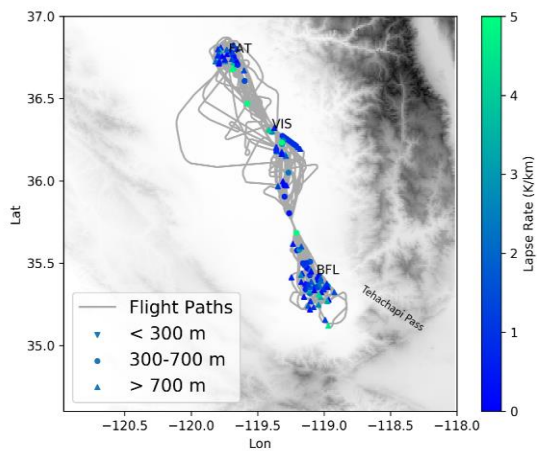 37.0
36.5
36.0
35.5
35.0
Lat
FAT
VIS
BFL
Tehachapi Pass
Flight Paths
< 300 m
300-700 m
> 700 m
−120.5 −120.0 −119.5 −119.0 −118.5 −118.0
Lon
5
4
3
2
1
0
Lapse Rate (K/km)